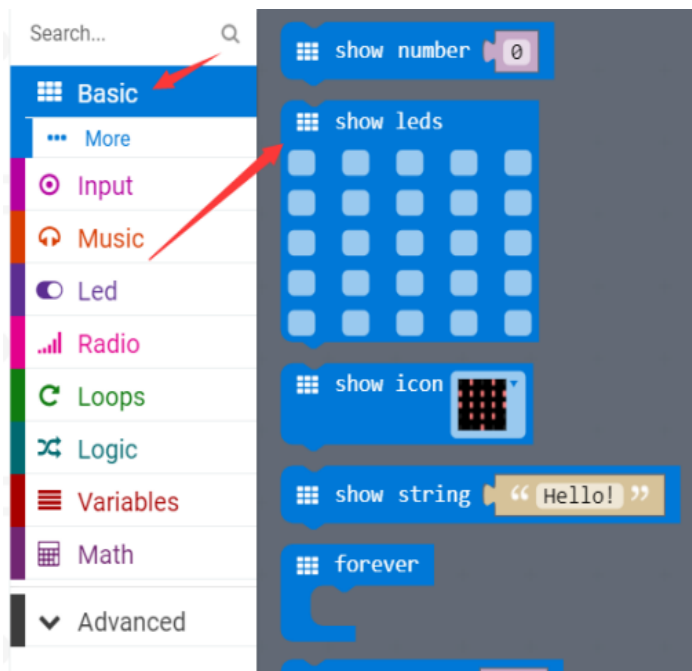 Search...
Basic
More
Input
Music
Led
Radio
Loops
Logic
Variables
Math
Advanced
show number 0
show leds
show icon
show string “ Hello! ”
forever